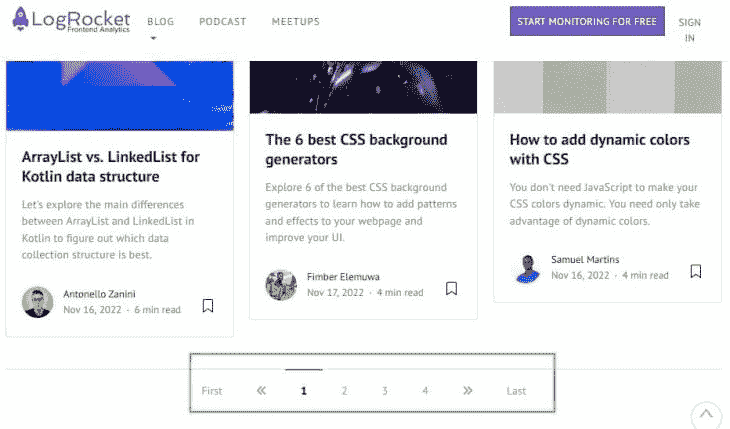 LogRocket
Frontend Analytics
BLOG
PODCAST
MEETUPS
START MONITORING FOR FREE
SIGN
IN
ArrayList vs. LinkedList for
Kotlin data structure
Let's explore the main differences
between ArrayList and LinkedList in
Kotlin to figure out which data
collection structure is best.
Antonello Zanini
Nov 16, 2022 · 6 min read
The 6 best CSS background
generators
Explore 6 of the best CSS background
generators to learn how to add patterns
and effects to your webpage and
improve your UI.
Fimber Elemuwa
Nov 17, 2022 · 4 min read
How to add dynamic colors
with CSS
You don't need JavaScript to make your
CSS colors dynamic. You need only take
advantage of dynamic colors.
Samuel Martins
Nov 16, 2022 · 4 min read
First « 1 2 3 4 » Last